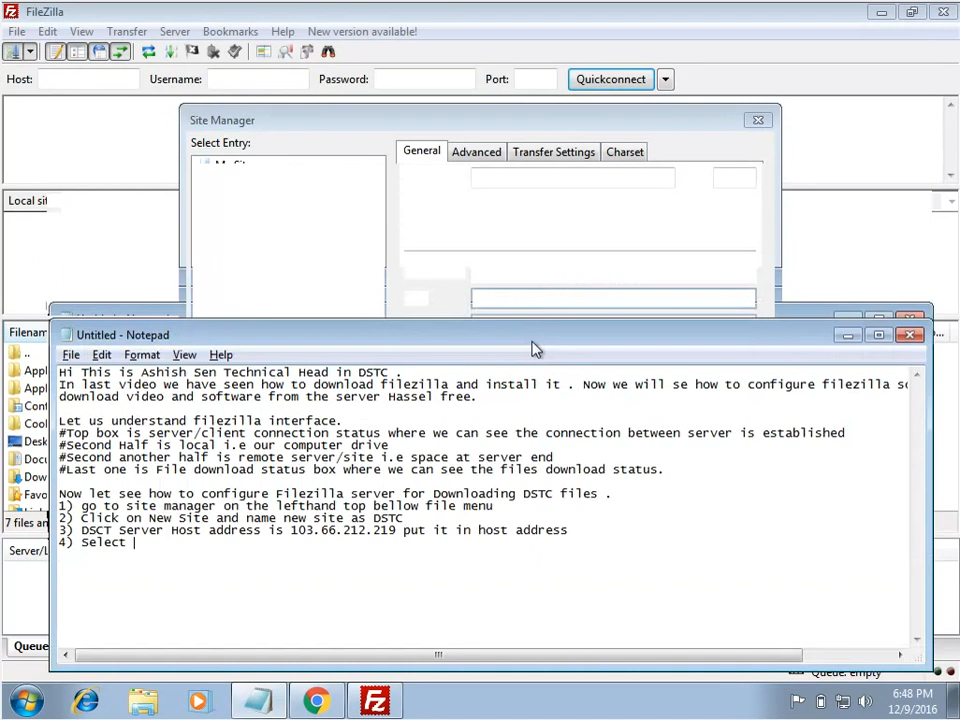 FileZilla
File Edit View Transfer Server Bookmarks Help New version available!
Host: Username: Password: Port: Quickconnect
Site Manager
Select Entry:
General Advanced Transfer Settings Charset
Local sit
Filenam
..
Appl
Appl
Cont
Cool
Desk
Docu
Dow
Favo
7 files an
Server/L
Queue
Untitled - Notepad
File Edit Format View Help
Hi This is Ashish Sen Technical Head in DSTC .
In last video we have seen how to download filezilla and install it . Now we will se how to configure filezilla so
download video and software from the server Hassel free.
Let us understand filezilla interface.
#Top box is server/client connection status where we can see the connection between server is established
#Second Half is local i.e our computer drive
#Second another half is remote server/site i.e space at server end
#Last one is File download status box where we can see the files download status.
Now let see how to configure Filezilla server for Downloading DSTC files .
1) go to site manager on the lefthand top bellow file menu
2) Click on New Site and name new site as DSTC
3) DSCT Server Host address is 103.66.212.219 put it in host address
4) Select
Queue: empty
6:48 PM
12/9/2016